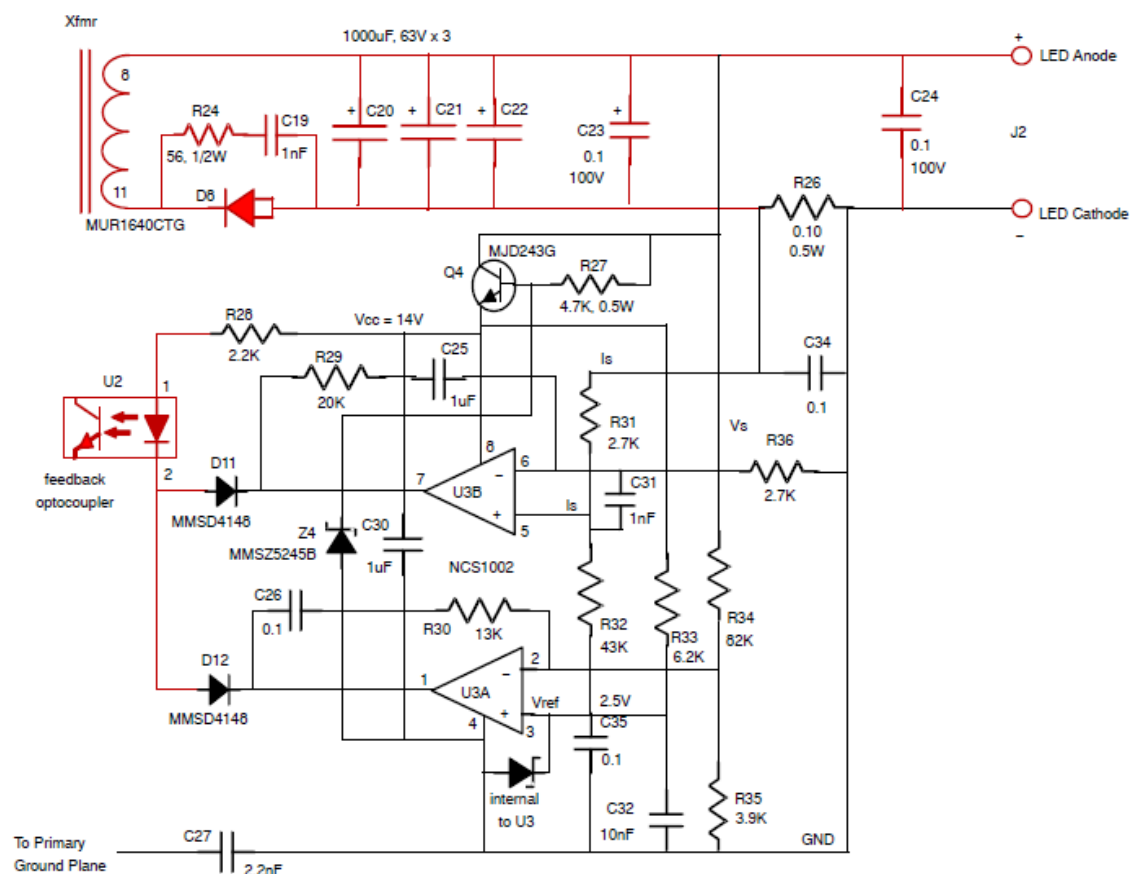 Xfmr
1000uF, 63V x 3
+
LED Anode
8
R24
C19
+
C20
+
C21
+
C22
+
C23
C24
J2
56, 1/2W
1nF
0.1
100V
0.1
100V
11
D8
R26
MUR1640CTG
LED Cathode
0.10
0.5W
–
MJD243G
Q4
R27
4.7K, 0.5W
R28
Vcc = 14V
2.2K
C25
R29
Is
C34
U2
1
20K
1uF
0.1
R31
2.7K
Vs
R36
2
8
6
2.7K
feedback
optocoupler
D11
7
U3B
−
+
C31
1nF
Is
MMSD4148
5
Z4
C30
MMSZ5245B
1uF
NCS1002
C26
0.1
R30
13K
R32
43K
R33
6.2K
R34
82K
D12
2
1
U3A
−
+
Vref
2.5V
MMSD4148
4
3
C35
0.1
internal
to U3
C32
10nF
R35
3.9K
To Primary
Ground Plane
C27
2.2nF
GND